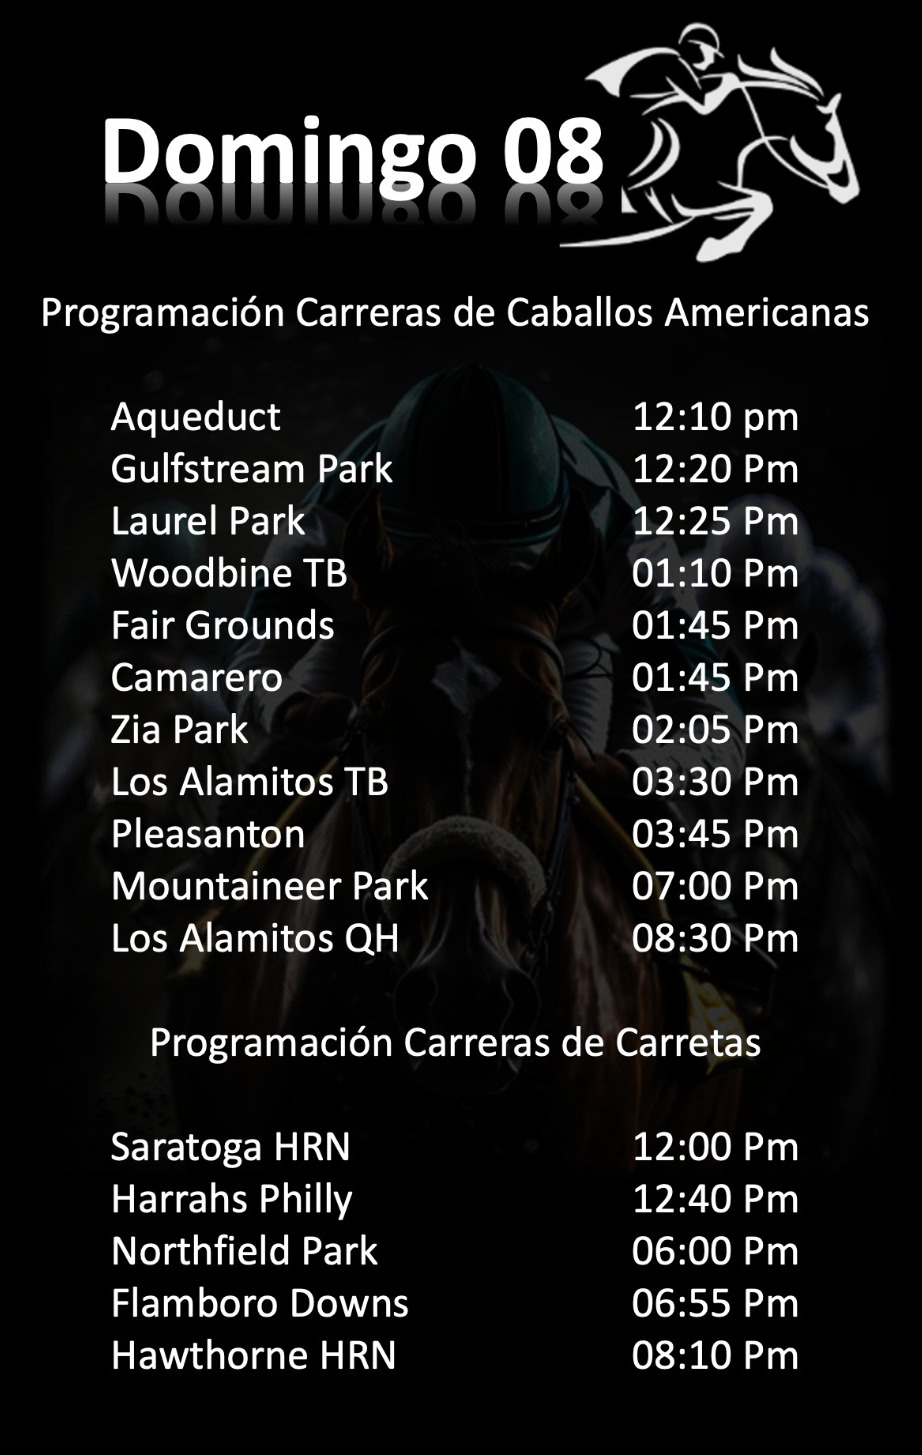 Domingo 08
Programación Carreras de Caballos Americanas
Aqueduct 12:10 pm
Gulfstream Park 12:20 Pm
Laurel Park 12:25 Pm
Woodbine TB 01:10 Pm
Fair Grounds 01:45 Pm
Camarero 01:45 Pm
Zia Park 02:05 Pm
Los Alamitos TB 03:30 Pm
Pleasanton 03:45 Pm
Mountaineer Park 07:00 Pm
Los Alamitos QH 08:30 Pm
Programación Carreras de Carretas
Saratoga HRN 12:00 Pm
Harrahs Philly 12:40 Pm
Northfield Park 06:00 Pm
Flamboro Downs 06:55 Pm
Hawthorne HRN 08:10 Pm